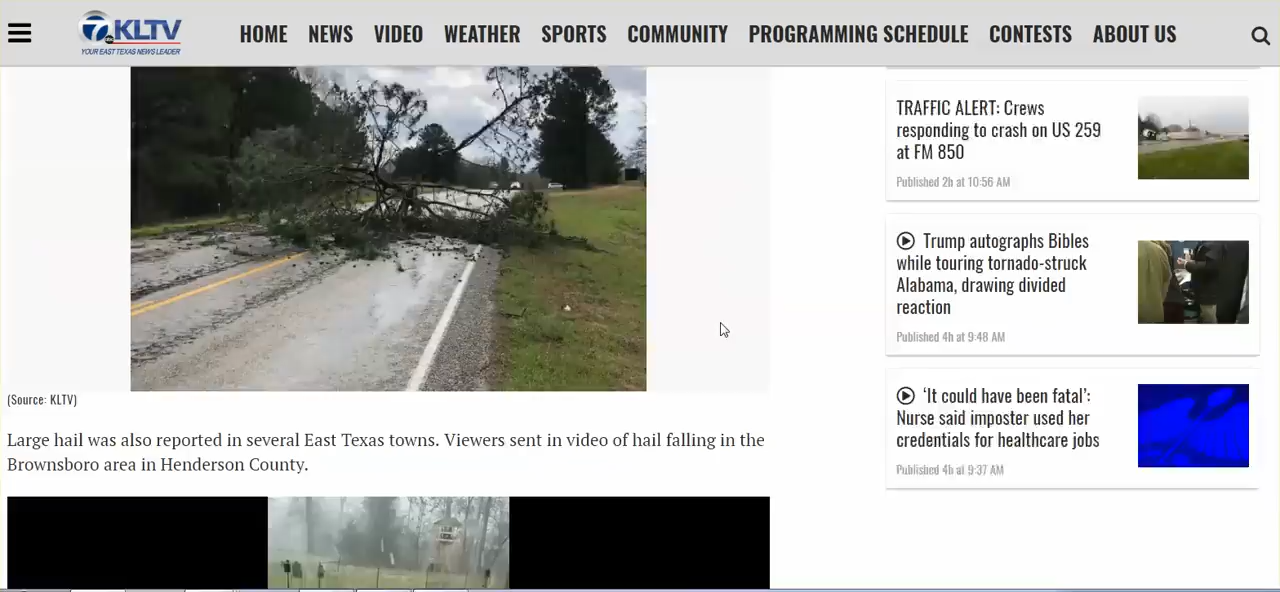 7 KLTV
abc
YOUR EAST TEXAS NEWS LEADER
HOME NEWS VIDEO WEATHER SPORTS COMMUNITY PROGRAMMING SCHEDULE CONTESTS ABOUT US
(Source: KLTV)
Large hail was also reported in several East Texas towns. Viewers sent in video of hail falling in the
Brownsboro area in Henderson County.
TRAFFIC ALERT: Crews
responding to crash on US 259
at FM 850
Published 2h at 10:56 AM
Trump autographs Bibles
while touring tornado-struck
Alabama, drawing divided
reaction
Published 4h at 9:48 AM
‘It could have been fatal’:
Nurse said imposter used her
credentials for healthcare jobs
Published 4h at 9:37 AM